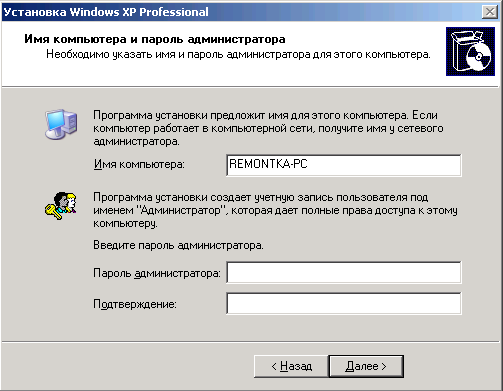 Установка Windows XP Professional
Имя компьютера и пароль администратора
Необходимо указать имя и пароль администратора для этого компьютера.
Программа установки предложит имя для этого компьютера. Если
компьютер работает в компьютерной сети, получите имя у сетевого
администратора.
Имя компьютера: REMONTKA-PC
Программа установки создает учетную запись пользователя под
именем "Администратор", которая дает полные права доступа к этому
компьютеру.
Введите пароль администратора.
Пароль администратора:
Подтверждение:
< Назад Далее >